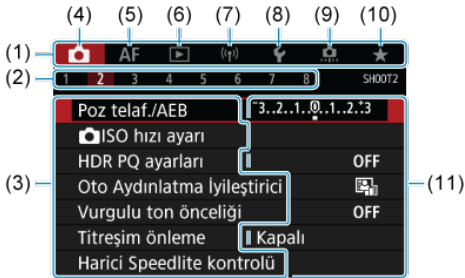 (4) (5) (6) (7) (8) (9) (10)
(1) AF
(2) 1 2 3 4 5 6 7 8 SHOOT2
Poz telaf./AEB -3..2..1..0..1..2..+3
ISO hızı ayarı
HDR PQ ayarları OFF
(3) Oto Aydınlatma İyileştirici (11)
Vurgulu ton önceliği OFF
Titreşim önleme Kapalı
Harici Speedlite kontrolü